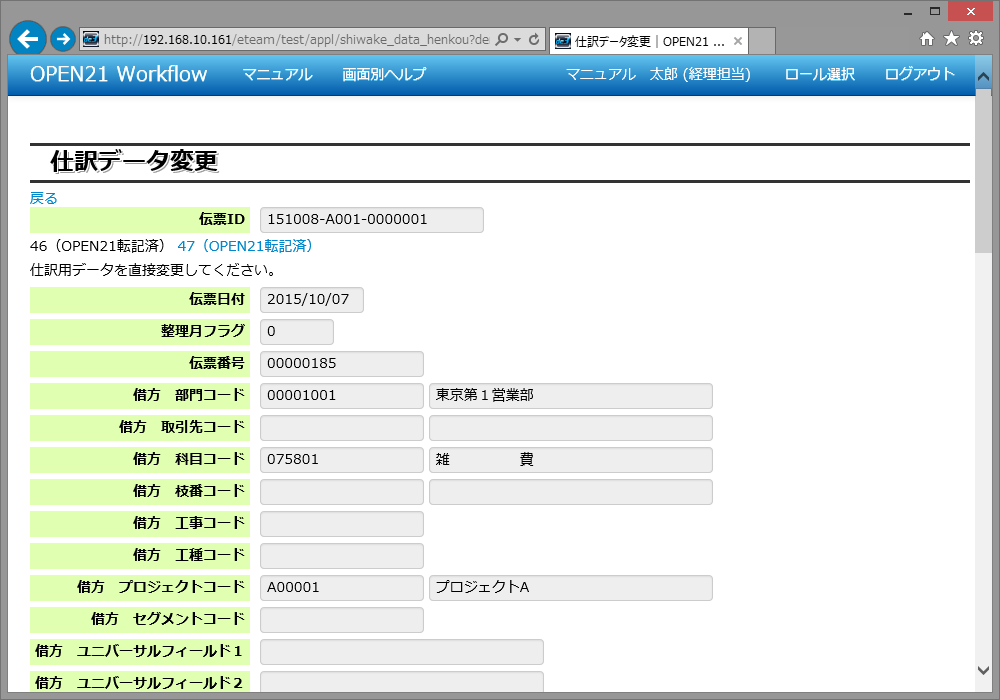 http://192.168.10.161/eteam/test/appl/shiwake_data_henkou?de
仕訳データ変更 | OPEN21 ...
OPEN21 Workflow マニュアル 画面別ヘルプ マニュアル 太郎 (経理担当) ロール選択 ログアウト
仕訳データ変更
戻る
伝票ID 151008-A001-0000001
46（OPEN21転記済） 47（OPEN21転記済）
仕訳用データを直接変更してください。
伝票日付 2015/10/07
整理月フラグ 0
伝票番号 00000185
借方　部門コード 00001001 東京第１営業部
借方　取引先コード
借方　科目コード 075801 雑　　　　　費
借方　枝番コード
借方　工事コード
借方　工種コード
借方　プロジェクトコード A00001 プロジェクトA
借方　セグメントコード
借方　ユニバーサルフィールド１
借方　ユニバーサルフィールド２